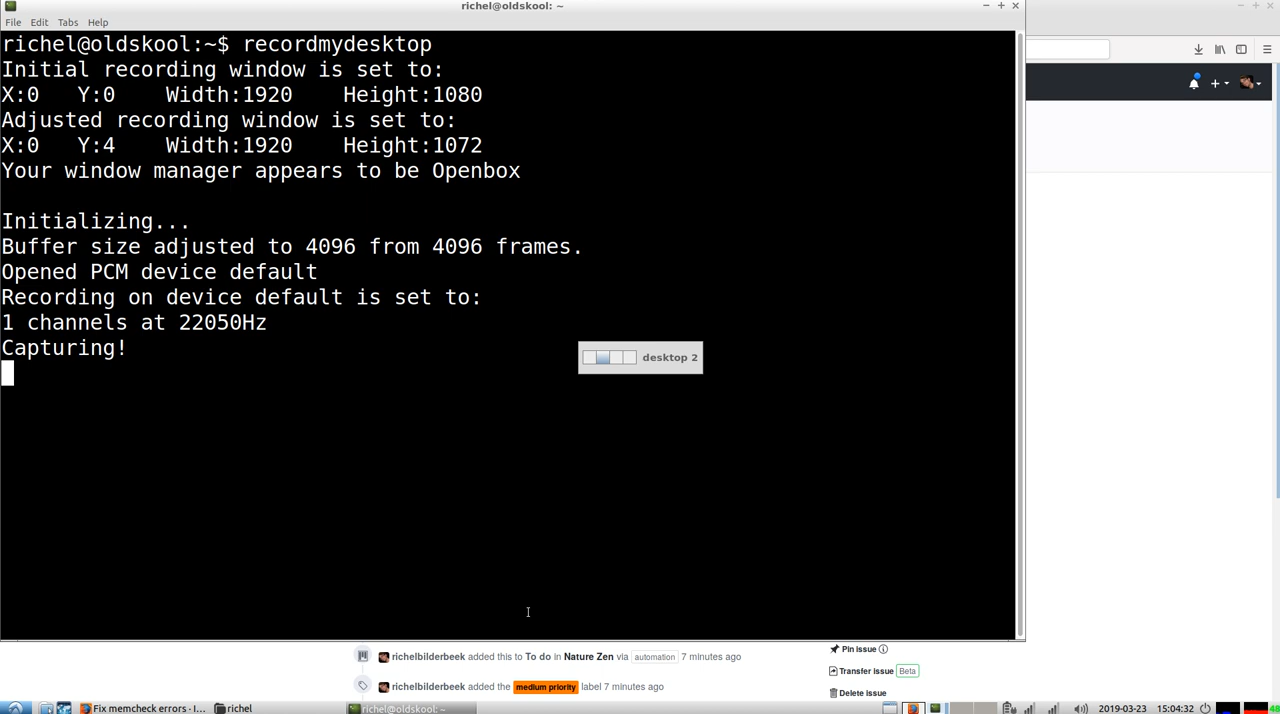 richel@oldskool: ~
File Edit Tabs Help
richel@oldskool:~$ recordmydesktop
Initial recording window is set to:
X:0 Y:0 Width:1920 Height:1080
Adjusted recording window is set to:
X:0 Y:4 Width:1920 Height:1072
Your window manager appears to be Openbox
Initializing...
Buffer size adjusted to 4096 from 4096 frames.
Opened PCM device default
Recording on device default is set to:
1 channels at 22050Hz
Capturing!
desktop 2
richelbilderbeek added this to To do in Nature Zen via automation 7 minutes ago
richelbilderbeek added the medium priority label 7 minutes ago
Pin issue
Transfer issue Beta
Delete issue
Fix memcheck errors - I...
richel
richel@oldskool: ~
2019-03-23 15:04:32
48